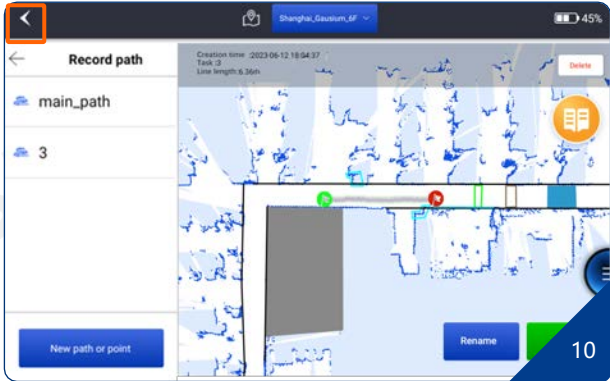 Shanghai_Gausium_6F
45%
Record path
main_path
3
New path or point
Creation time :2023-06-12 18:04:37
Task :3
Line length:6.36m
Delete
Rename
10